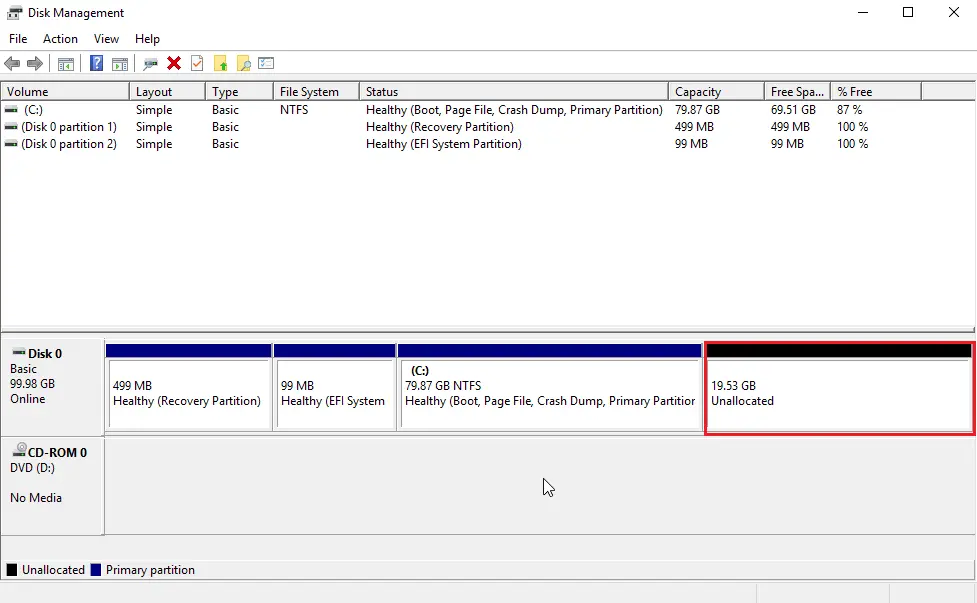 Disk Management
File Action View Help
Volume Layout Type File System Status Capacity Free Spa... % Free
(C:) Simple Basic NTFS Healthy (Boot, Page File, Crash Dump, Primary Partition) 79.87 GB 69.51 GB 87 %
(Disk 0 partition 1) Simple Basic Healthy (Recovery Partition) 499 MB 499 MB 100 %
(Disk 0 partition 2) Simple Basic Healthy (EFI System Partition) 99 MB 99 MB 100 %
Disk 0
Basic
99.98 GB
Online
499 MB
Healthy (Recovery Partition)
99 MB
Healthy (EFI System
(C:)
79.87 GB NTFS
Healthy (Boot, Page File, Crash Dump, Primary Partitior
19.53 GB
Unallocated
CD-ROM 0
DVD (D:)
No Media
Unallocated Primary partition